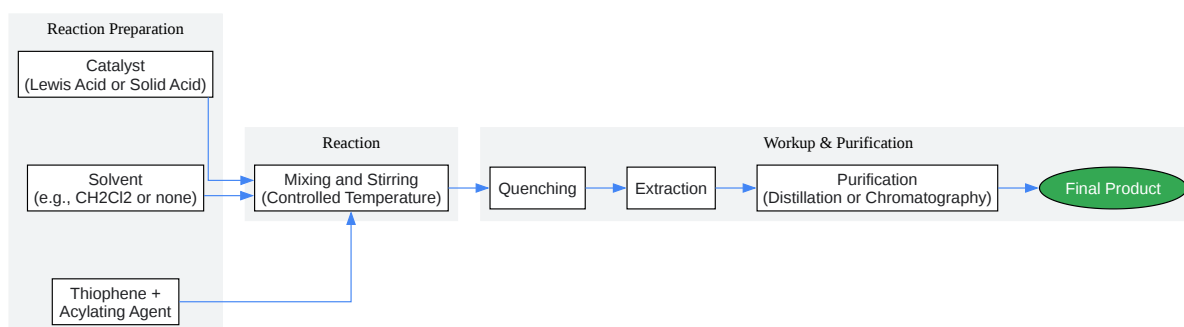 Reaction Preparation
Catalyst
(Lewis Acid or Solid Acid)
Solvent
(e.g., CH2Cl2 or none)
Thiophene +
Acylating Agent
Reaction
Mixing and Stirring
(Controlled Temperature)
Workup & Purification
Quenching
Extraction
Purification
(Distillation or Chromatography)
Final Product